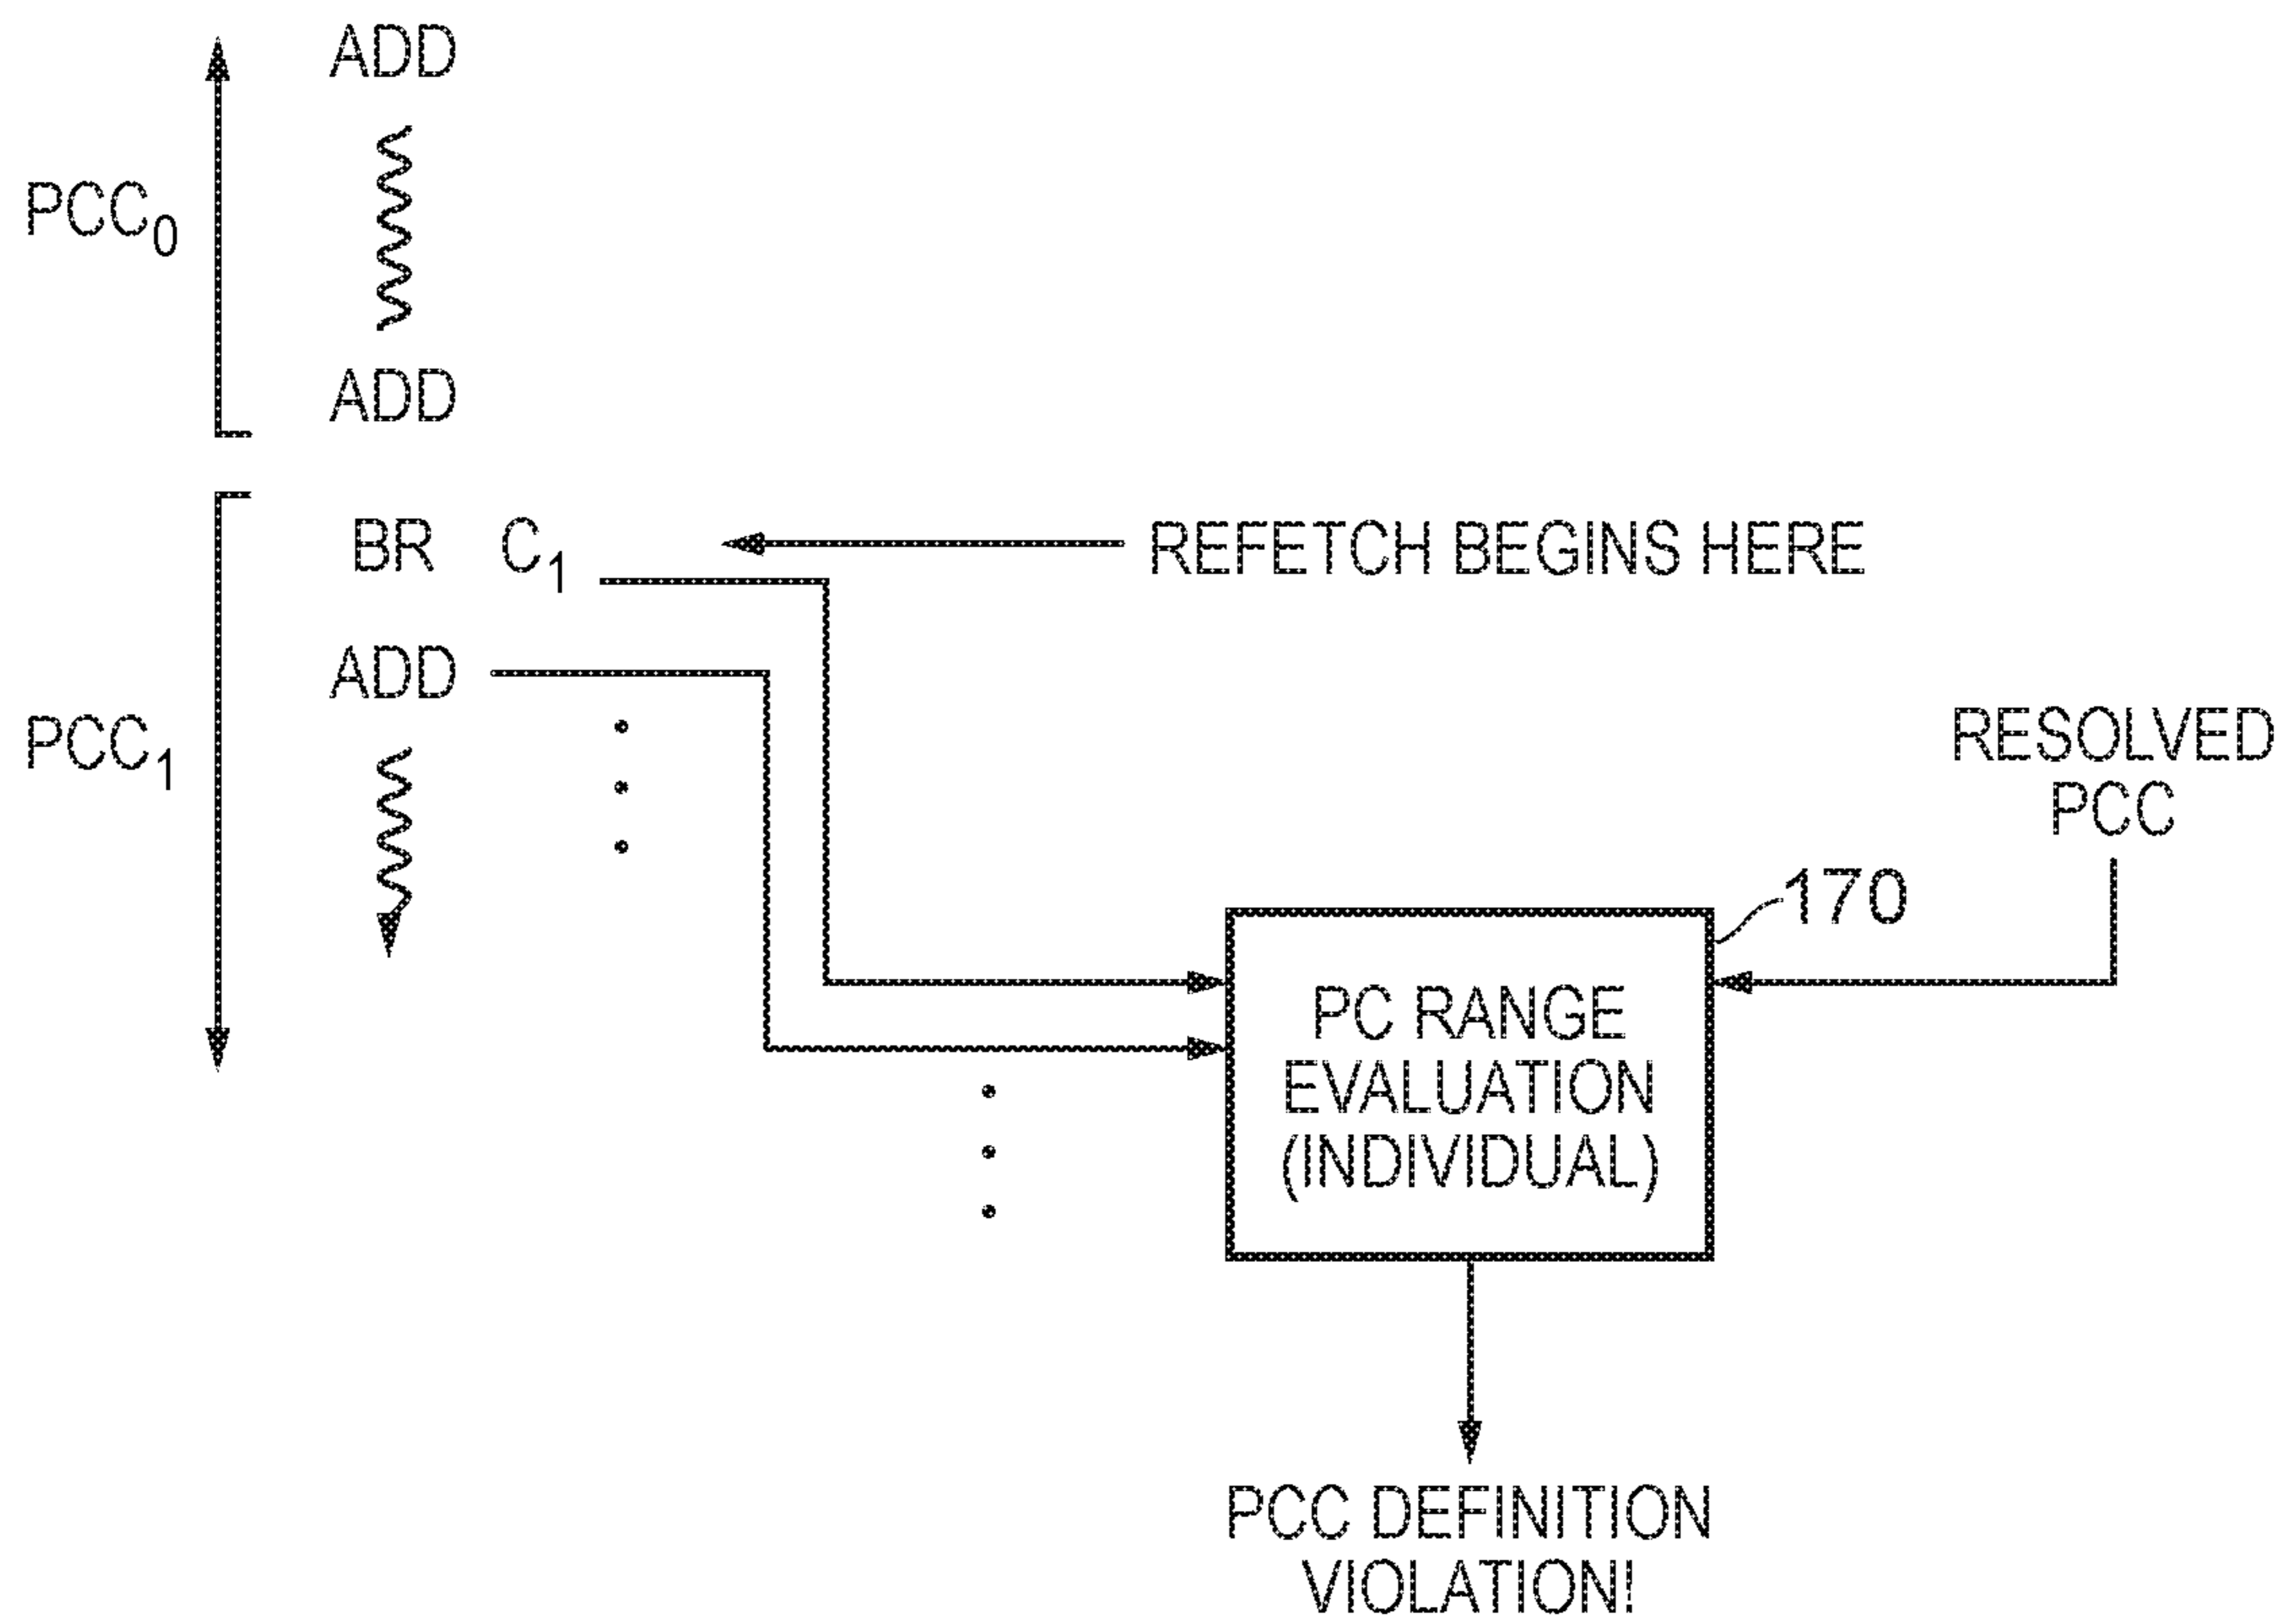 ADD
PCC0
ADD
BR C1
REFETCH BEGINS HERE
ADD
PCC1
RESOLVED
PCC
170
PC RANGE
EVALUATION
(INDIVIDUAL)
PCC DEFINITION
VIOLATION!